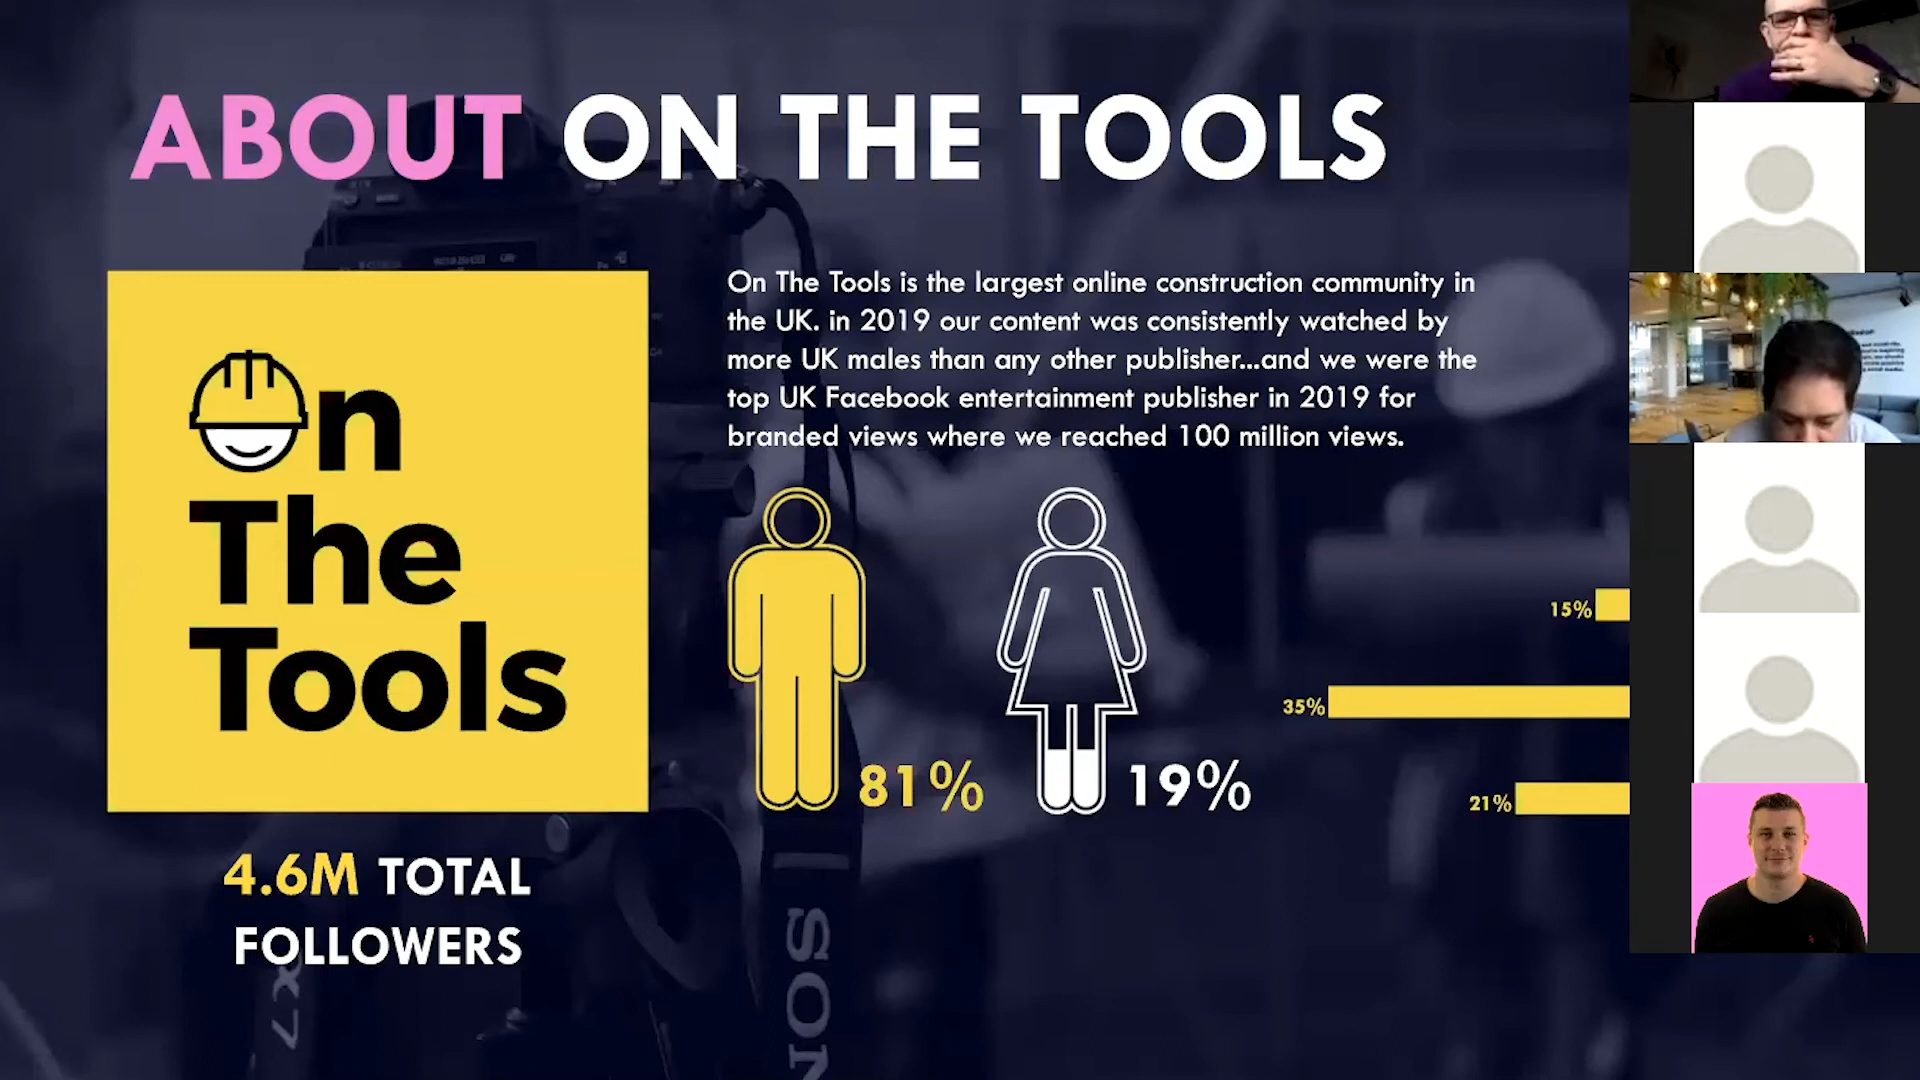 ABOUT ON THE TOOLS
On The Tools is the largest online construction community in
the UK. in 2019 our content was consistently watched by
more UK males than any other publisher...and we were the
top UK Facebook entertainment publisher in 2019 for
branded views where we reached 100 million views.
On
The
Tools
81%
19%
15%
35%
21%
4.6M TOTAL
FOLLOWERS
SON
α7